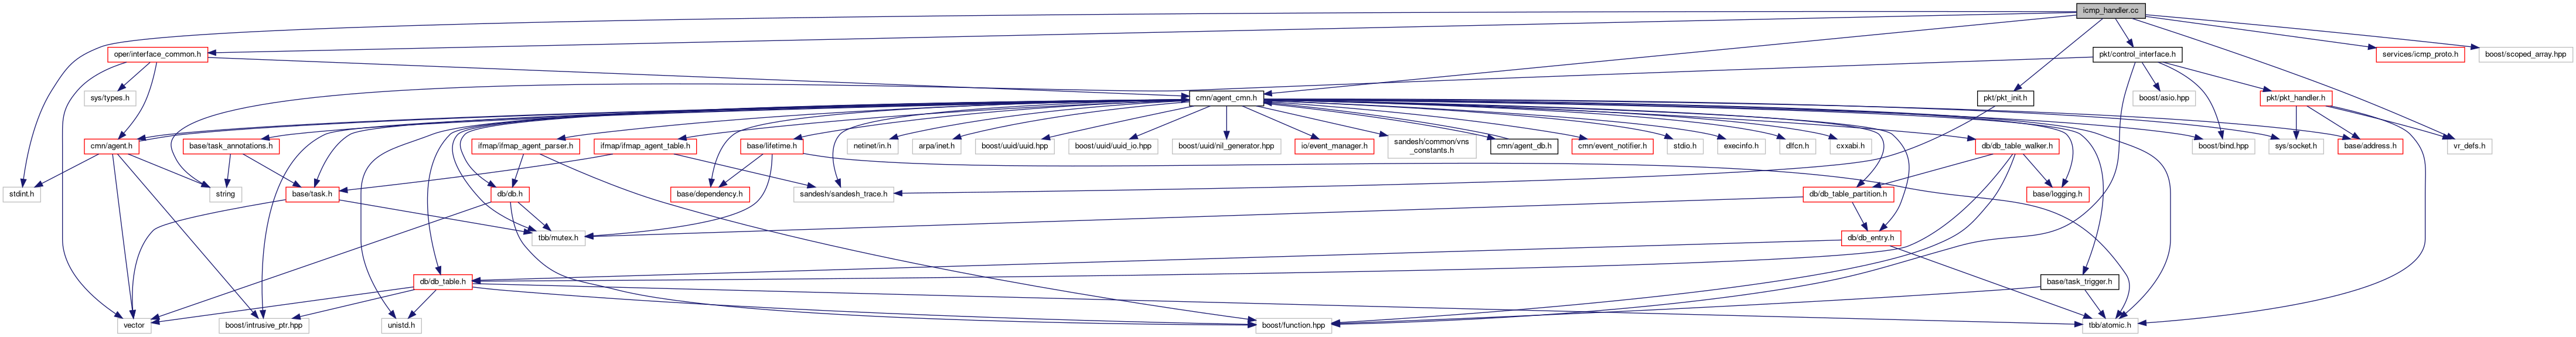 icmp_handler.cc
oper/interface_common.h
pkt/control_interface.h
services/icmp_proto.h
boost/scoped_array.hpp
sys/types.h
cmn/agent_cmn.h
pkt/pkt_init.h
boost/asio.hpp
pkt/pkt_handler.h
cmn/agent.h
base/task_annotations.h
ifmap/ifmap_agent_parser.h
ifmap/ifmap_agent_table.h
base/lifetime.h
netinet/in.h
arpa/inet.h
boost/uuid/uuid.hpp
boost/uuid/uuid_io.hpp
boost/uuid/nil_generator.hpp
io/event_manager.h
sandesh/common/vns
_constants.h
cmn/agent_db.h
cmn/event_notifier.h
stdio.h
execinfo.h
dlfcn.h
cxxabi.h
db/db_table_walker.h
boost/bind.hpp
sys/socket.h
base/address.h
vr_defs.h
stdint.h
string
base/task.h
db/db.h
base/dependency.h
sandesh/sandesh_trace.h
db/db_table_partition.h
base/logging.h
tbb/mutex.h
db/db_entry.h
db/db_table.h
base/task_trigger.h
vector
boost/intrusive_ptr.hpp
unistd.h
boost/function.hpp
tbb/atomic.h